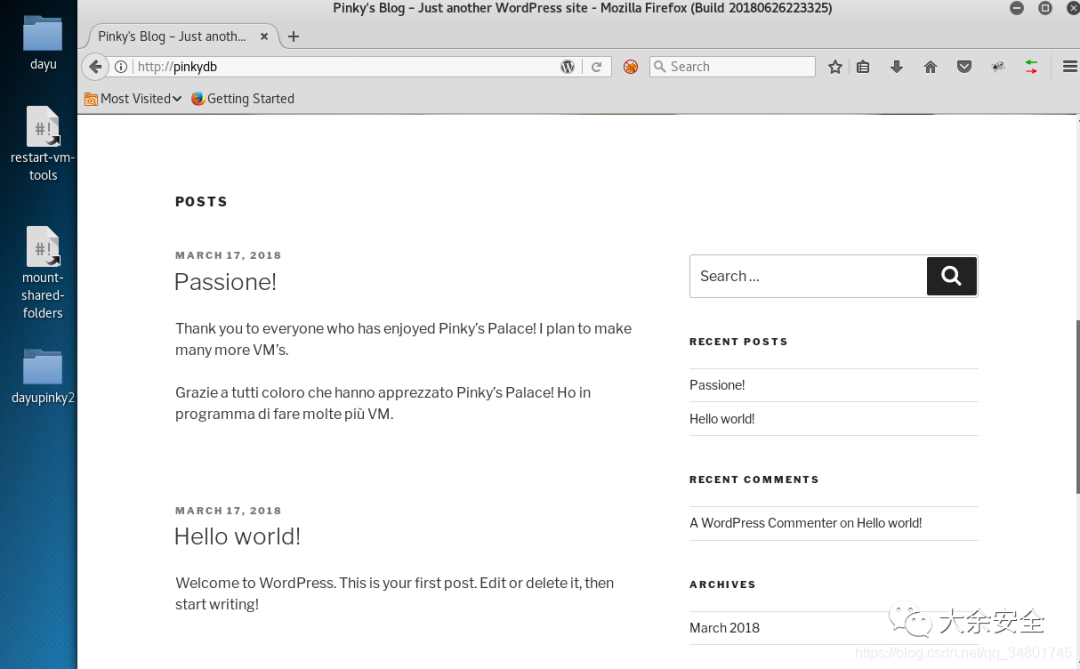 Pinky's Blog – Just another WordPress site - Mozilla Firefox (Build 20180626223325)
dayu
restart-vm-
tools
mount-
shared-
folders
dayupinky2
Pinky's Blog – Just anoth...
http://pinkydb
Search
Most Visited
Getting Started
POSTS
MARCH 17, 2018
Passione!
Thank you to everyone who has enjoyed Pinky's Palace! I plan to make
many more VM's.
Grazie a tutti coloro che hanno apprezzato Pinky's Palace! Ho in
programma di fare molte più VM.
MARCH 17, 2018
Hello world!
Welcome to WordPress. This is your first post. Edit or delete it, then
start writing!
Search …
RECENT POSTS
Passione!
Hello world!
RECENT COMMENTS
A WordPress Commenter on Hello world!
ARCHIVES
March 2018
大余安全
https://blog.csdn.net/qq_34801745